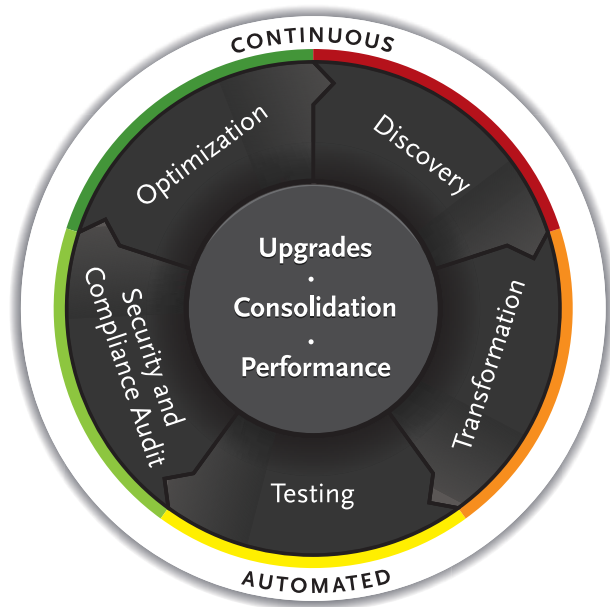 CONTINUOUS
Discovery
Transformation
Testing
Security and
Compliance Audit
Optimization
Upgrades
·
Consolidation
·
Performance
AUTOMATED